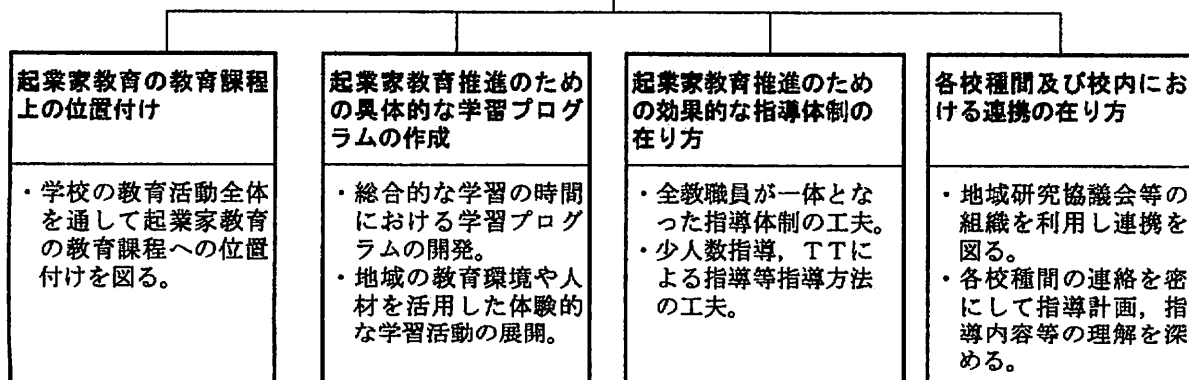 起業家教育の教育課程
上の位置付け
・学校の教育活動全体
を通して起業家教育
の教育課程への位置
付けを図る。
起業家教育推進のため
の具体的な学習プログ
ラムの作成
・総合的な学習の時間
における学習プログ
ラムの開発。
・地域の教育環境や人
材を活用した体験的
な学習活動の展開。
起業家教育推進のため
の効果的な指導体制の
在り方
・全教職員が一体とな
った指導体制の工夫。
・少人数指導，ＴＴに
よる指導等指導方法
の工夫。
各校種間及び校内にお
ける連携の在り方
・地域研究協議会等の
組織を利用し連携を
図る。
・各校種間の連絡を密
にして指導計画，指
導内容等の理解を深
める。